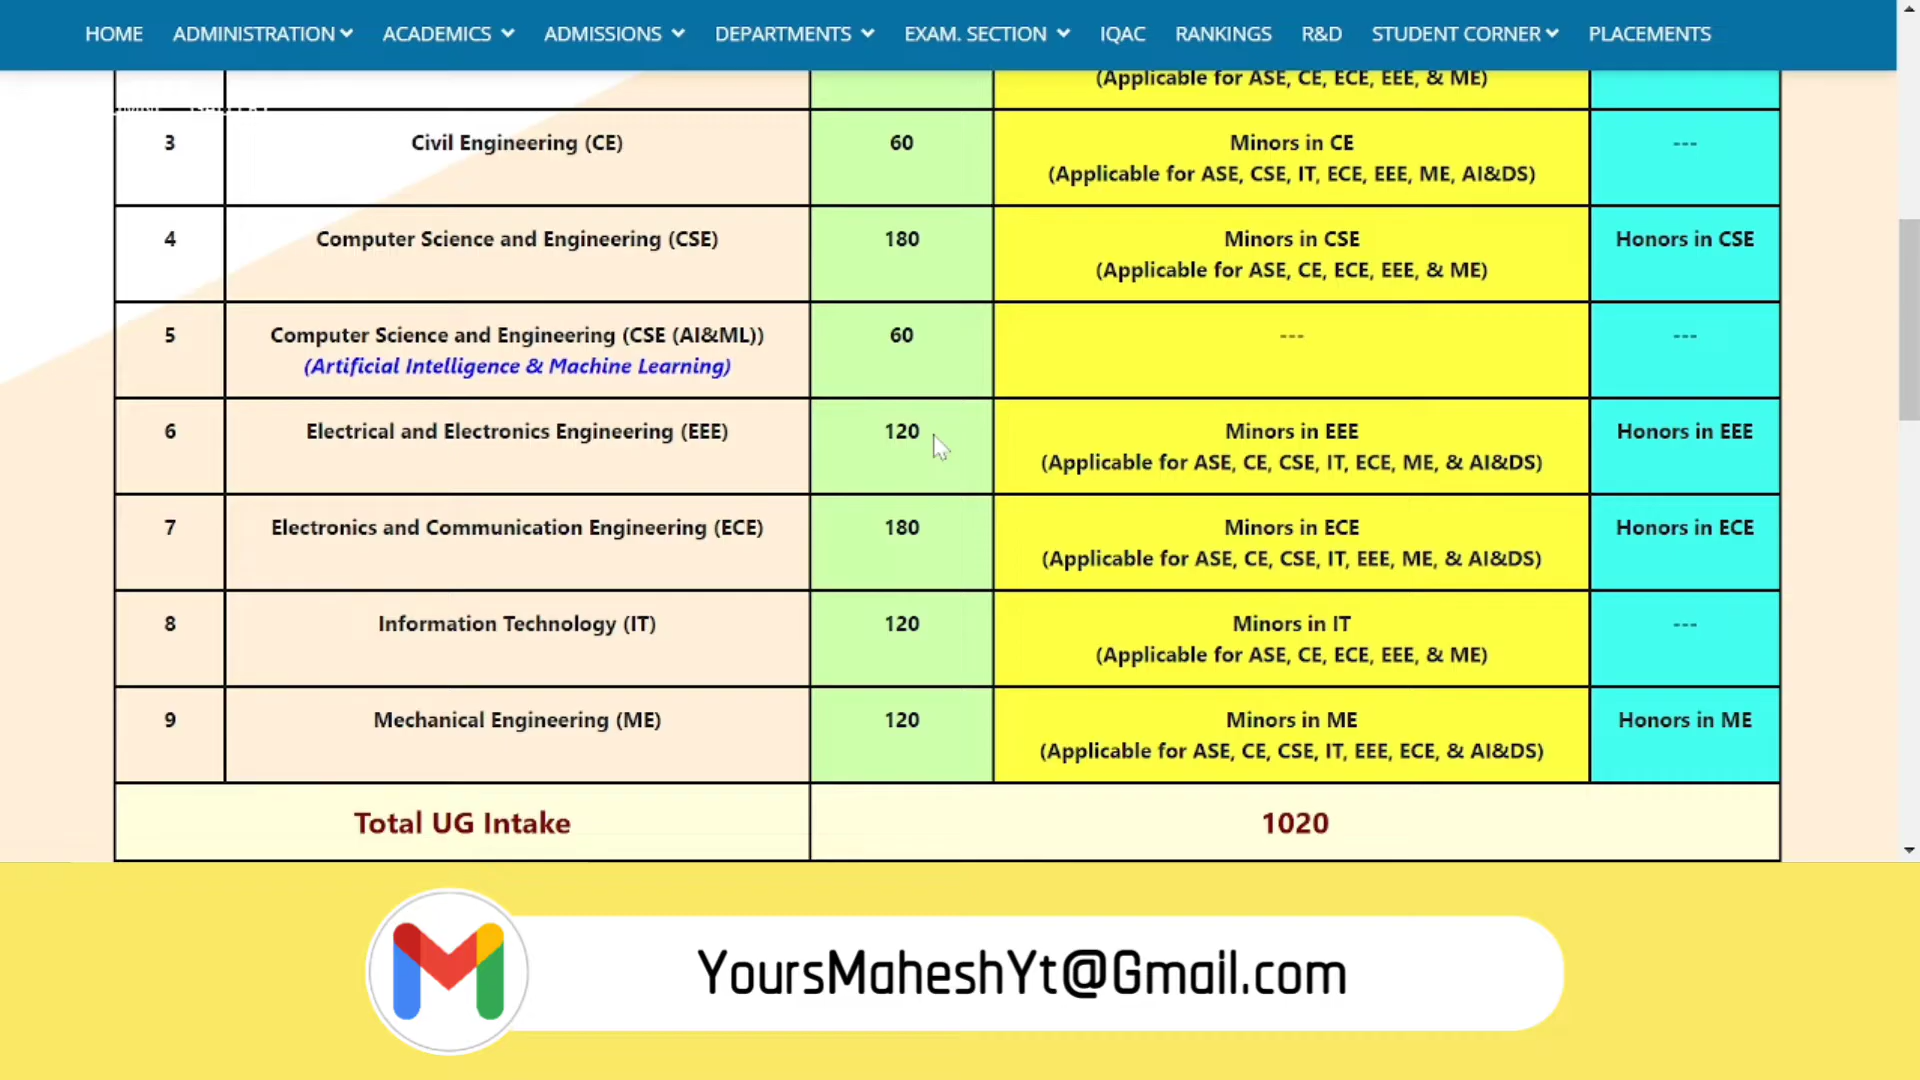 HOME ADMINISTRATION ACADEMICS ADMISSIONS DEPARTMENTS EXAM. SECTION IQAC RANKINGS R&D STUDENT CORNER PLACEMENTS
(Applicable for ASE, CE, ECE, EEE, & ME)
3 Civil Engineering (CE) 60 Minors in CE ---
(Applicable for ASE, CSE, IT, ECE, EEE, ME, AI&DS)
4 Computer Science and Engineering (CSE) 180 Minors in CSE Honors in CSE
(Applicable for ASE, CE, ECE, EEE, & ME)
5 Computer Science and Engineering (CSE (AI&ML)) 60 --- ---
(Artificial Intelligence & Machine Learning)
6 Electrical and Electronics Engineering (EEE) 120 Minors in EEE Honors in EEE
(Applicable for ASE, CE, CSE, IT, ECE, ME, & AI&DS)
7 Electronics and Communication Engineering (ECE) 180 Minors in ECE Honors in ECE
(Applicable for ASE, CE, CSE, IT, EEE, ME, & AI&DS)
8 Information Technology (IT) 120 Minors in IT ---
(Applicable for ASE, CE, ECE, EEE, & ME)
9 Mechanical Engineering (ME) 120 Minors in ME Honors in ME
(Applicable for ASE, CE, CSE, IT, EEE, ECE, & AI&DS)
Total UG Intake 1020
YoursMaheshYt@Gmail.com